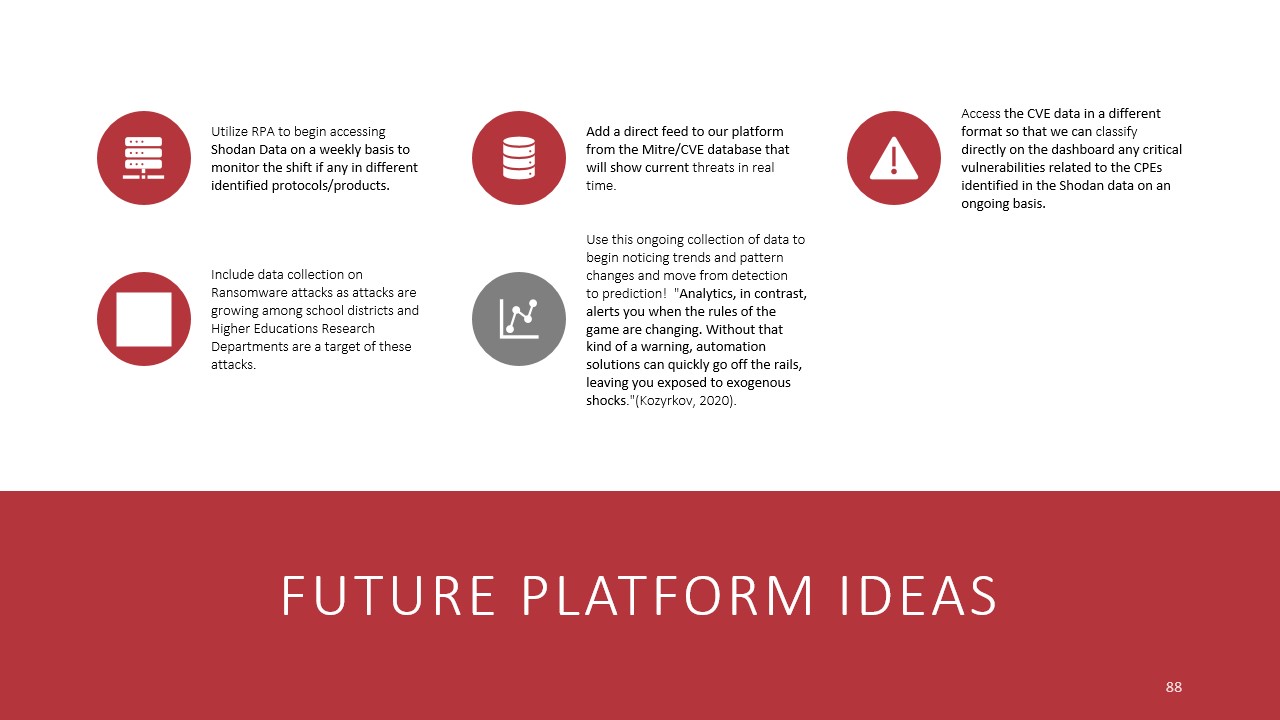 Utilize RPA to begin accessing
Shodan Data on a weekly basis to
monitor the shift if any in different
identified protocols/products.
Add a direct feed to our platform
from the Mitre/CVE database that
will show current threats in real
time.
Access the CVE data in a different
format so that we can classify
directly on the dashboard any critical
vulnerabilities related to the CPEs
identified in the Shodan data on an
ongoing basis.
Include data collection on
Ransomware attacks as attacks are
growing among school districts and
Higher Educations Research
Departments are a target of these
attacks.
Use this ongoing collection of data to
begin noticing trends and pattern
changes and move from detection
to prediction!  "Analytics, in contrast,
alerts you when the rules of the
game are changing. Without that
kind of a warning, automation
solutions can quickly go off the rails,
leaving you exposed to exogenous
shocks."(Kozyrkov, 2020).
FUTURE PLATFORM IDEAS
88